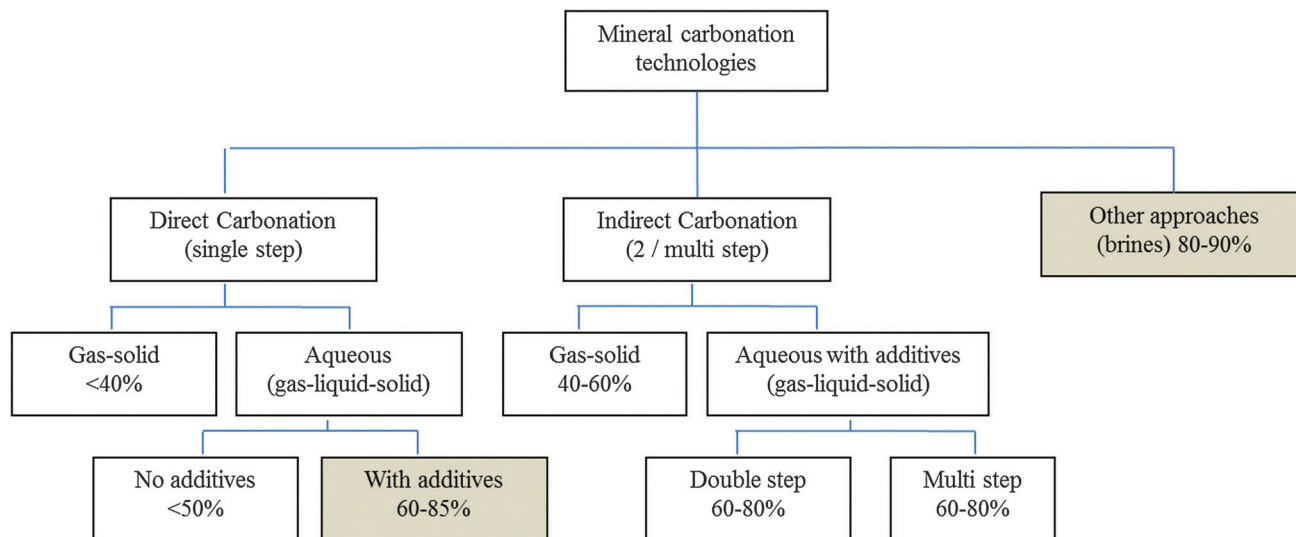 Mineral carbonation
technologies
Direct Carbonation
(single step)
Indirect Carbonation
(2 / multi step)
Other approaches
(brines) 80-90%
Gas-solid
<40%
Aqueous
(gas-liquid-solid)
Gas-solid
40-60%
Aqueous with additives
(gas-liquid-solid)
No additives
<50%
With additives
60-85%
Double step
60-80%
Multi step
60-80%